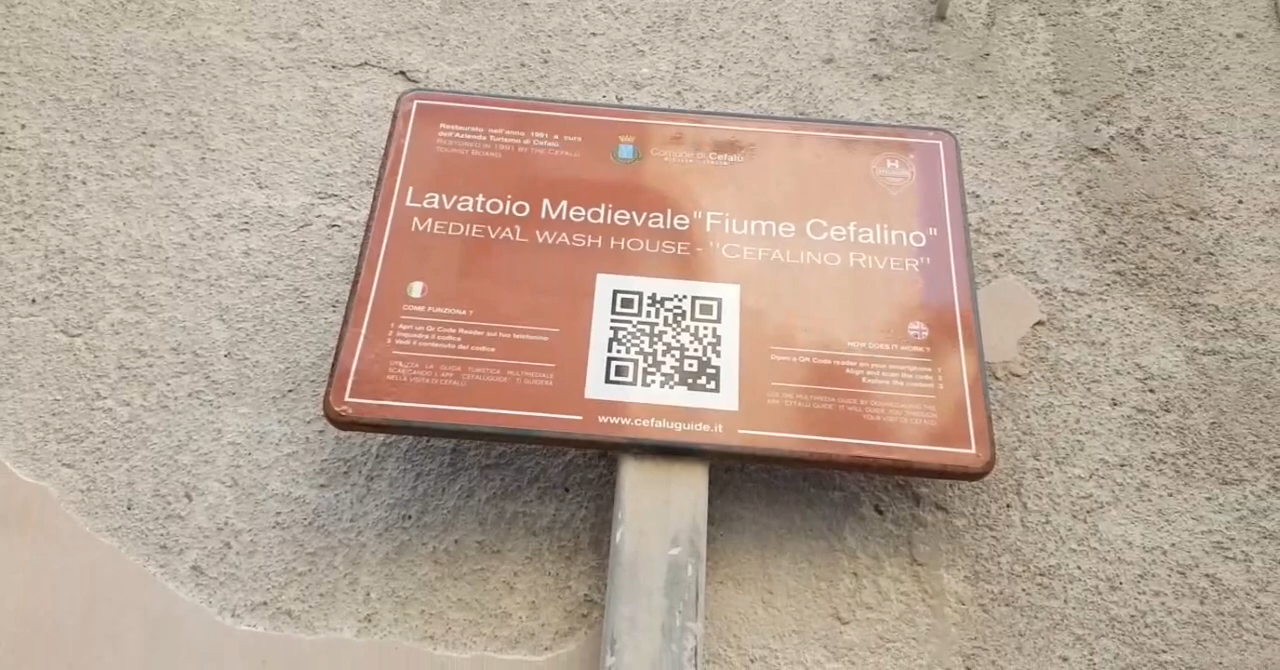 Restaurato nell'anno 1991 a cura
dell'Azienda Turismo di Cefalù
RESTORED IN 1991 BY THE CEFALÙ
TOURIST BOARD
Comune di Cefalù
Lavatoio Medievale "Fiume Cefalino"
MEDIEVAL WASH HOUSE - "CEFALINO RIVER"
COME FUNZIONA ?
1 Apri un Qr Code Reader sul tuo telefonino
2 Inquadra il codice
3 Vedi il contenuto del codice
UTILIZZA LA GUIDA TURISTICA MULTIMEDIALE
SCARICANDO L'APP "CEFALUGUIDE" TI GUIDERÀ
NELLA VISITA DI CEFALÙ
HOW DOES IT WORK?
Open a QR Code reader on your smartphone 1
Align and scan the code 2
Explore the content 3
USE THE MULTIMEDIA GUIDE BY DOWNLOADING THE
APP "CEFALU GUIDE" IT WILL GUIDE YOU THROUGH
YOUR VISIT DE CEFALÙ
www.cefaluguide.it